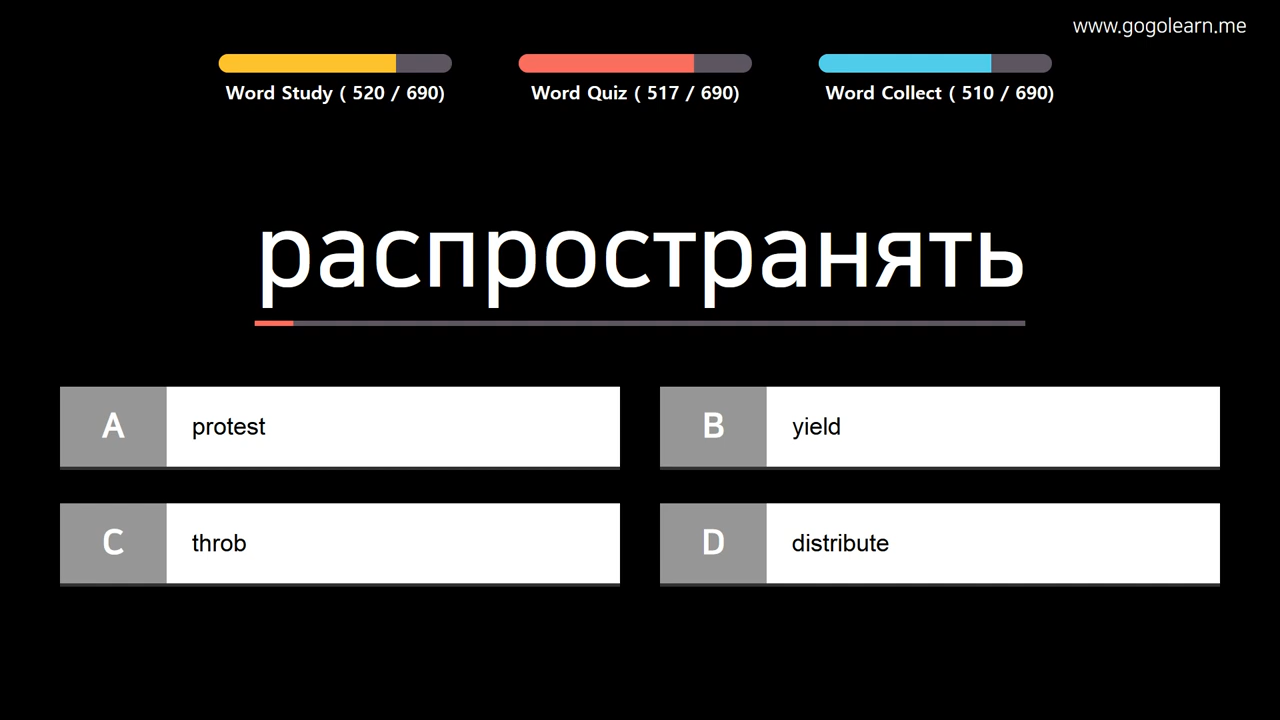 www.gogolearn.me
Word Study ( 520 / 690)
Word Quiz ( 517 / 690)
Word Collect ( 510 / 690)
распространять
A protest
B yield
C throb
D distribute